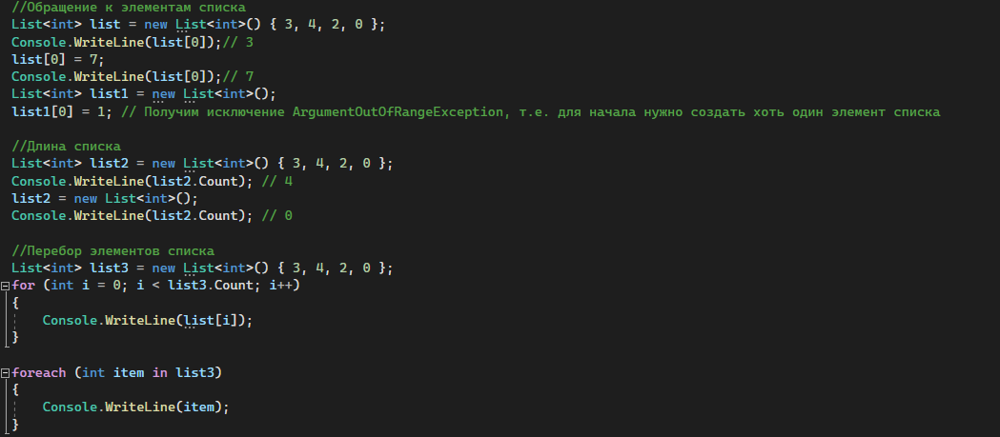 //Обращение к элементам списка
List<int> list = new List<int>() { 3, 4, 2, 0 };
Console.WriteLine(list[0]);// 3
list[0] = 7;
Console.WriteLine(list[0]);// 7
List<int> list1 = new List<int>();
list1[0] = 1; // Получим исключение ArgumentOutOfRangeException, т.е. для начала нужно создать хоть один элемент списка
//Длина списка
List<int> list2 = new List<int>() { 3, 4, 2, 0 };
Console.WriteLine(list2.Count); // 4
list2 = new List<int>();
Console.WriteLine(list2.Count); // 0
//Перебор элементов списка
List<int> list3 = new List<int>() { 3, 4, 2, 0 };
for (int i = 0; i < list3.Count; i++)
{
Console.WriteLine(list[i]);
}
foreach (int item in list3)
{
Console.WriteLine(item);
}